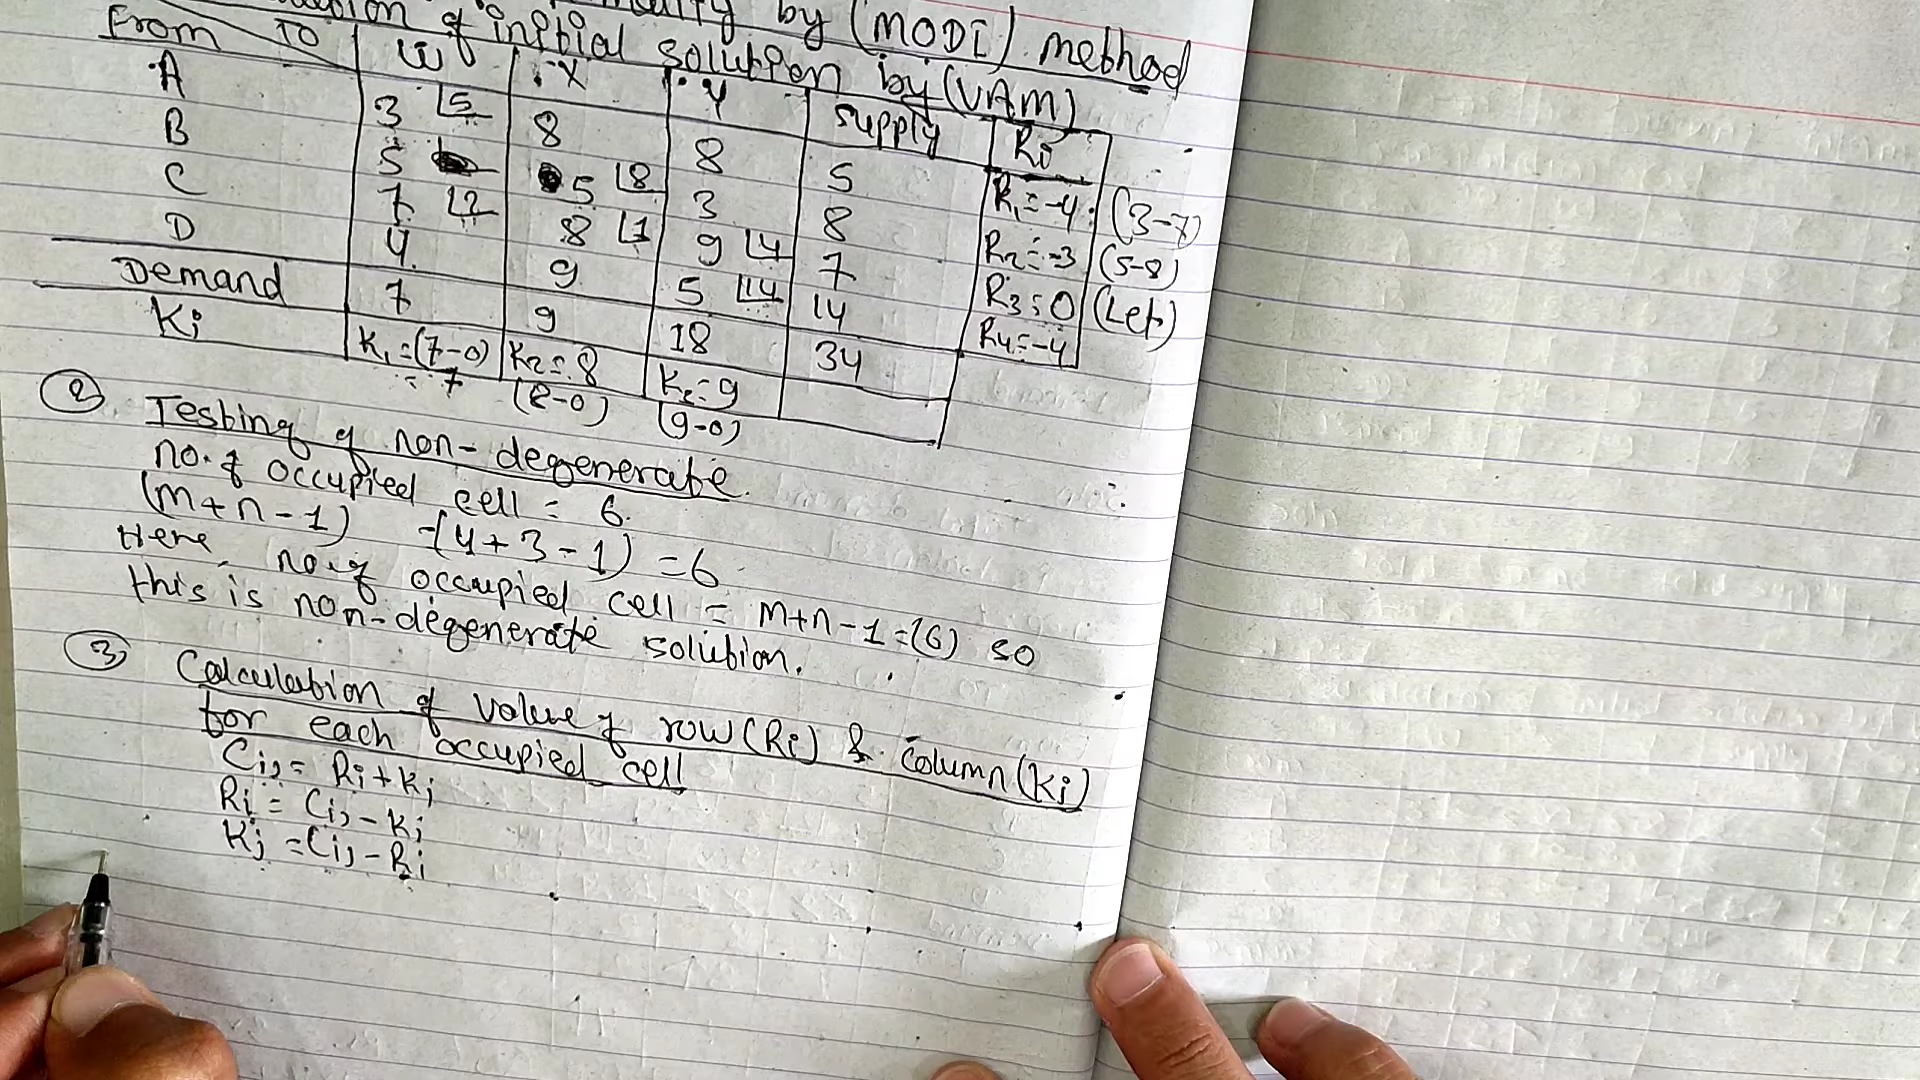 by (MODI) method
of initial solution by (VAM)
From TO W X Y Supply Ri
A 3 5 8 8 5 R1=-4 (3-7)
B 5 5 8 3 8 R2=-3 (5-8)
C 7 2 8 1 9 4 7 R3=0 (Let)
D 4 9 5 14 14 R4=-4
Demand 7 9 18 34
Kj K1=(7-0) K2=8 K3=9
=7 (8-0) (9-0)
2 Testing of non-degenerate.
no. of occupied cell = 6.
(m+n-1) =(4+3-1) =6
Here, no. of occupied cell = m+n-1=(6) so
this is non-degenerate solution.
3 Calculation of value of row (Ri) & column (Kj)
for each occupied cell
Cij = Ri+Kj
Ri = Cij-Kj
Kj = Cij-Ri